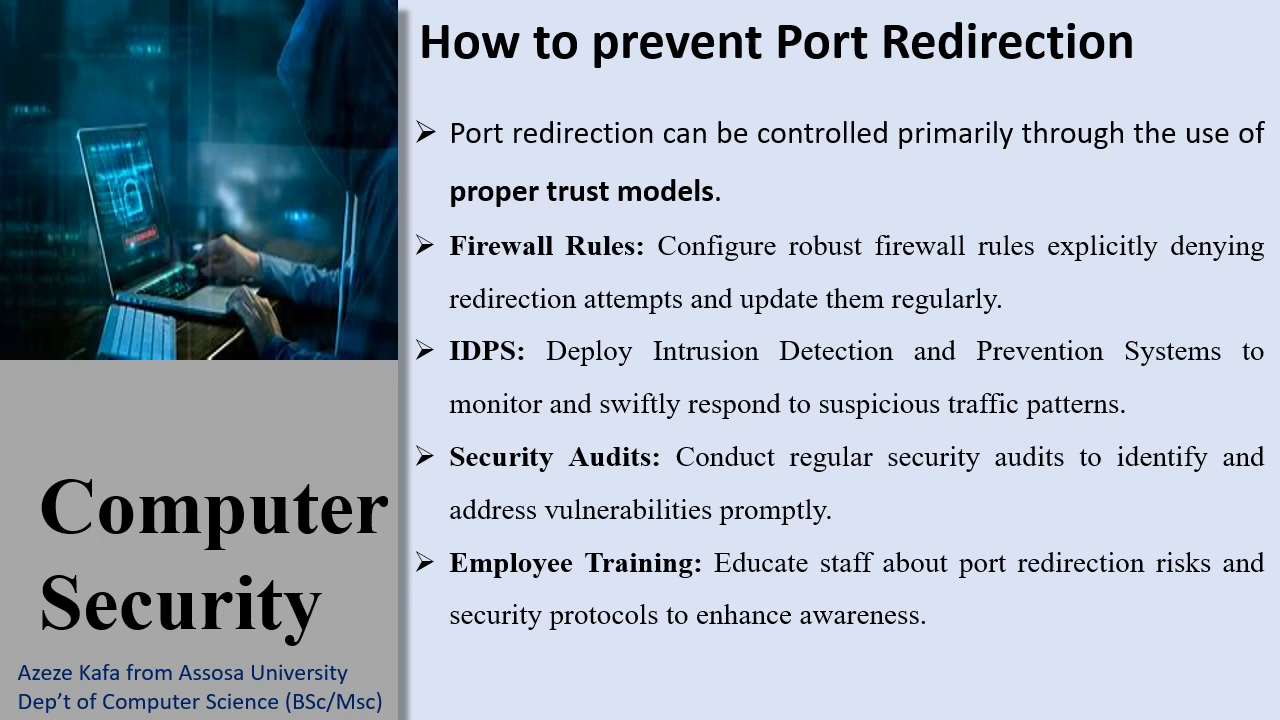 How to prevent Port Redirection
➢ Port redirection can be controlled primarily through the use of
proper trust models.
➢ Firewall Rules: Configure robust firewall rules explicitly denying
redirection attempts and update them regularly.
➢ IDPS: Deploy Intrusion Detection and Prevention Systems to
monitor and swiftly respond to suspicious traffic patterns.
➢ Security Audits: Conduct regular security audits to identify and
address vulnerabilities promptly.
➢ Employee Training: Educate staff about port redirection risks and
security protocols to enhance awareness.
Computer
Security
Azeze Kafa from Assosa University
Dep’t of Computer Science (BSc/Msc)